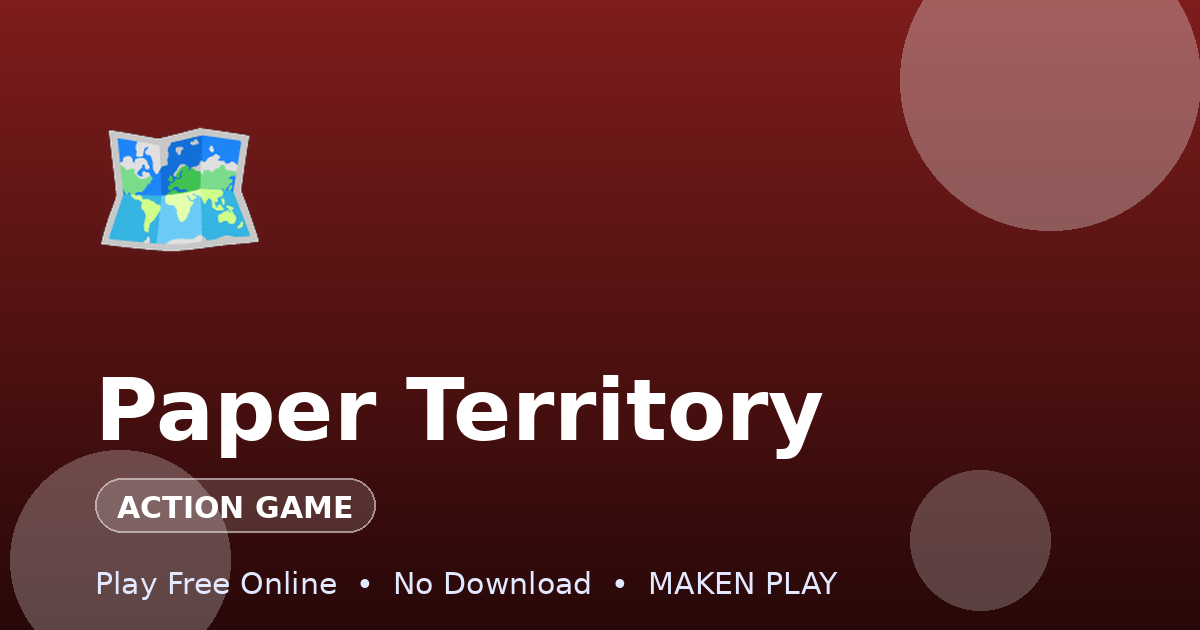 Paper Territory
ACTION GAME
Play Free Online • No Download • MAKEN PLAY